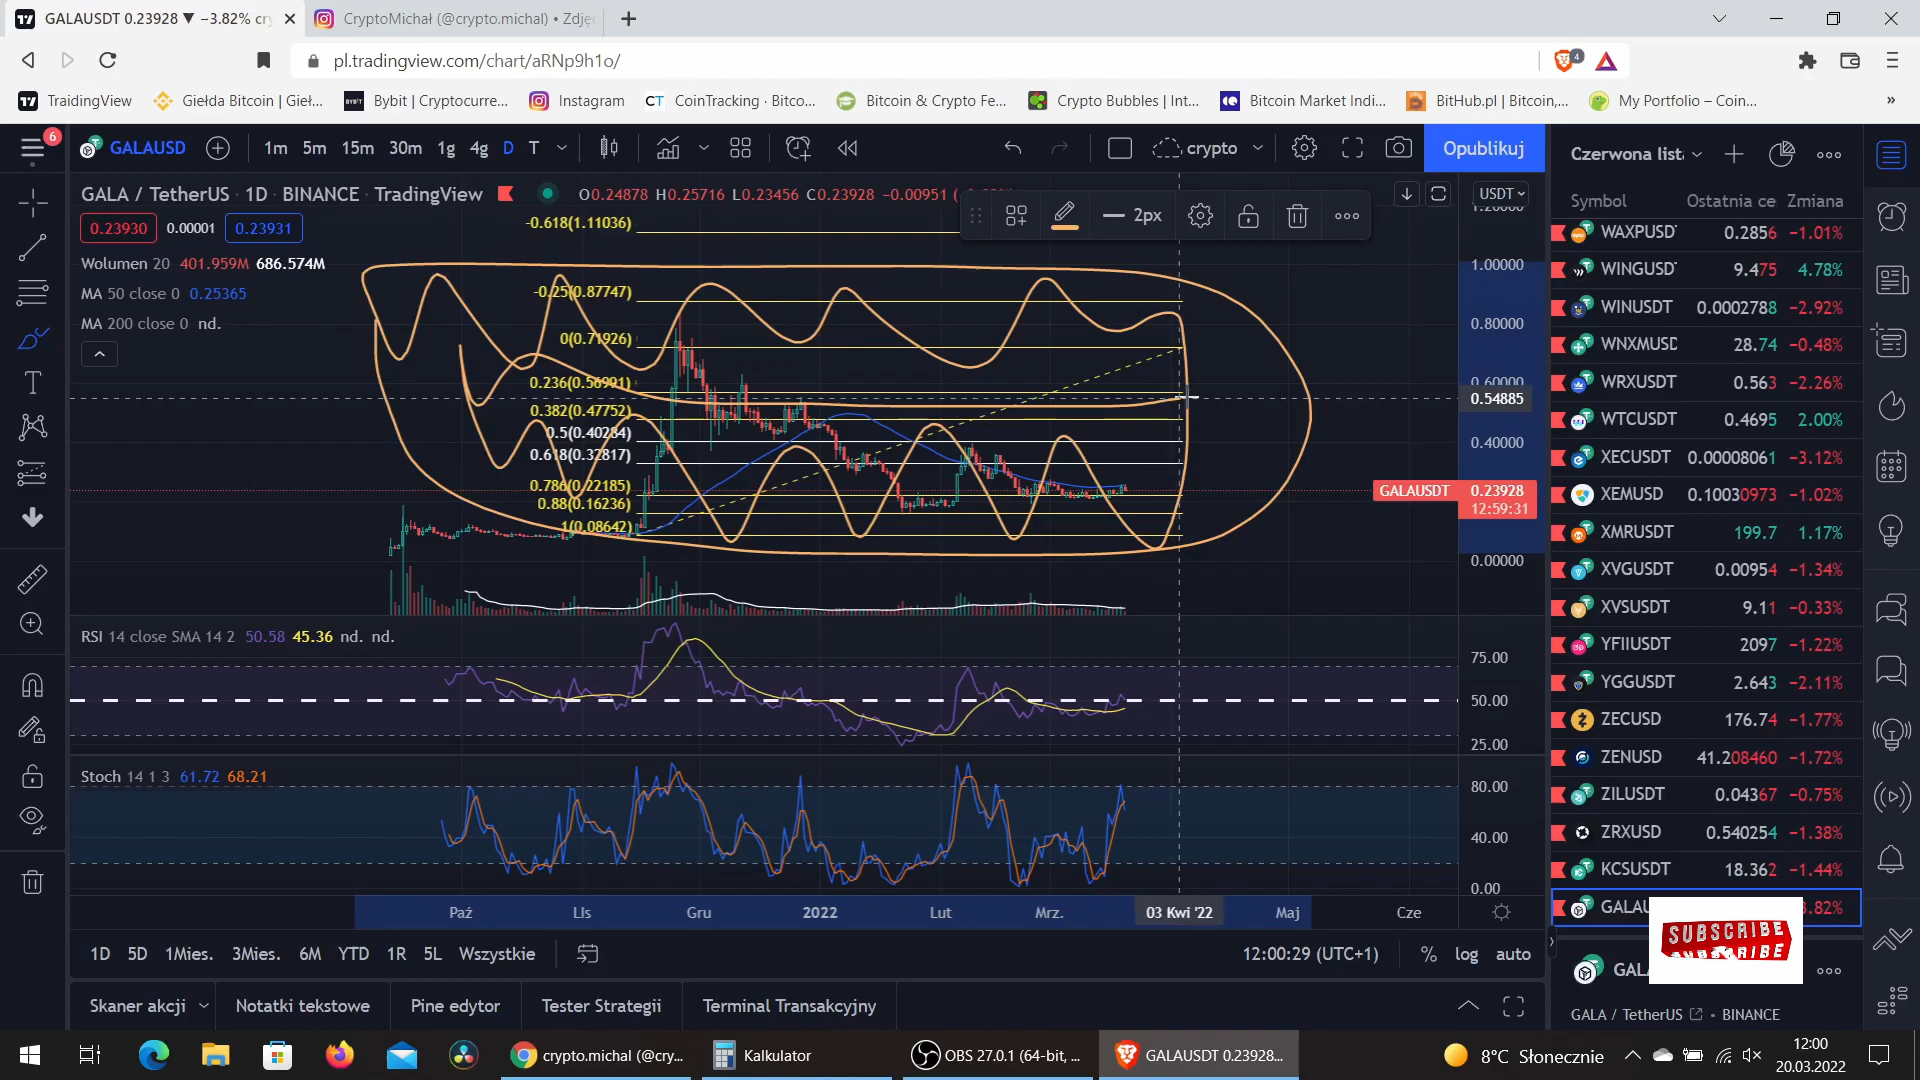 GALAUSDT 0.23928 ▼ −3.82% cry
CryptoMichał (@crypto.michal) • Zdjęc
pl.tradingview.com/chart/aRNp9h1o/
4
TraidingView
Giełda Bitcoin | Gieł...
Bybit | Cryptocurre...
Instagram
CoinTracking · Bitco...
Bitcoin & Crypto Fe...
Crypto Bubbles | Int...
Bitcoin Market Indi...
BitHub.pl | Bitcoin,...
My Portfolio – Coin...
»
6
GALAUSD
1m 5m 15m 30m 1g 4g D T
crypto
Opublikuj
Czerwona lista
GALA / TetherUS · 1D · BINANCE · TradingView
O0.24878 H0.25716 L0.23456 C0.23928 −0.00951
USDT
Symbol Ostatnia ce Zmiana
2px
0.23930 0.00001 0.23931
Wolumen 20 401.959M 686.574M
MA 50 close 0 0.25365
MA 200 close 0 nd.
-0.618(1.11036)
-0.25(0.87747)
0(0.71926)
0.236(0.56991)
0.382(0.47752)
0.5(0.40284)
0.618(0.32817)
0.786(0.22185)
0.88(0.16236)
1(0.08642)
1.20000
1.00000
0.80000
0.60000
0.54885
0.40000
GALAUSDT 0.23928
12:59:31
0.00000
RSI 14 close SMA 14 2 50.58 45.36 nd. nd.
75.00
50.00
25.00
Stoch 14 1 3 61.72 68.21
80.00
40.00
0.00
Paź LIs Gru 2022 Lut Mrz. 03 Kwi '22 Maj Cze
1D 5D 1Mies. 3Mies. 6M YTD 1R 5L Wszystkie
12:00:29 (UTC+1) % log auto
Skaner akcji Notatki tekstowe Pine edytor Tester Strategii Terminal Transakcyjny
WAXPUSDT 0.2856 −1.01%
WINGUSDT 9.475 4.78%
WINUSDT 0.0002788 −2.92%
WNXMUSD 28.74 −0.48%
WRXUSDT 0.563 −2.26%
WTCUSDT 0.4695 2.00%
XECUSDT 0.00008061 −3.12%
XEMUSD 0.10030973 −1.02%
XMRUSDT 199.7 1.17%
XVGUSDT 0.00954 −1.34%
XVSUSDT 9.11 −0.33%
YFIIUSDT 2097 −1.22%
YGGUSDT 2.643 −2.11%
ZECUSD 176.74 −1.77%
ZENUSD 41.208460 −1.72%
ZILUSDT 0.04367 −0.75%
ZRXUSD 0.540254 −1.38%
KCSUSDT 18.362 −1.44%
GALAU 3.82%
SUBSCRIBE
GALA
GALA / TetherUS • BINANCE
crypto.michal (@cry...
Kalkulator
OBS 27.0.1 (64-bit, ...
GALAUSDT 0.23928...
8°C Słonecznie
12:00
20.03.2022